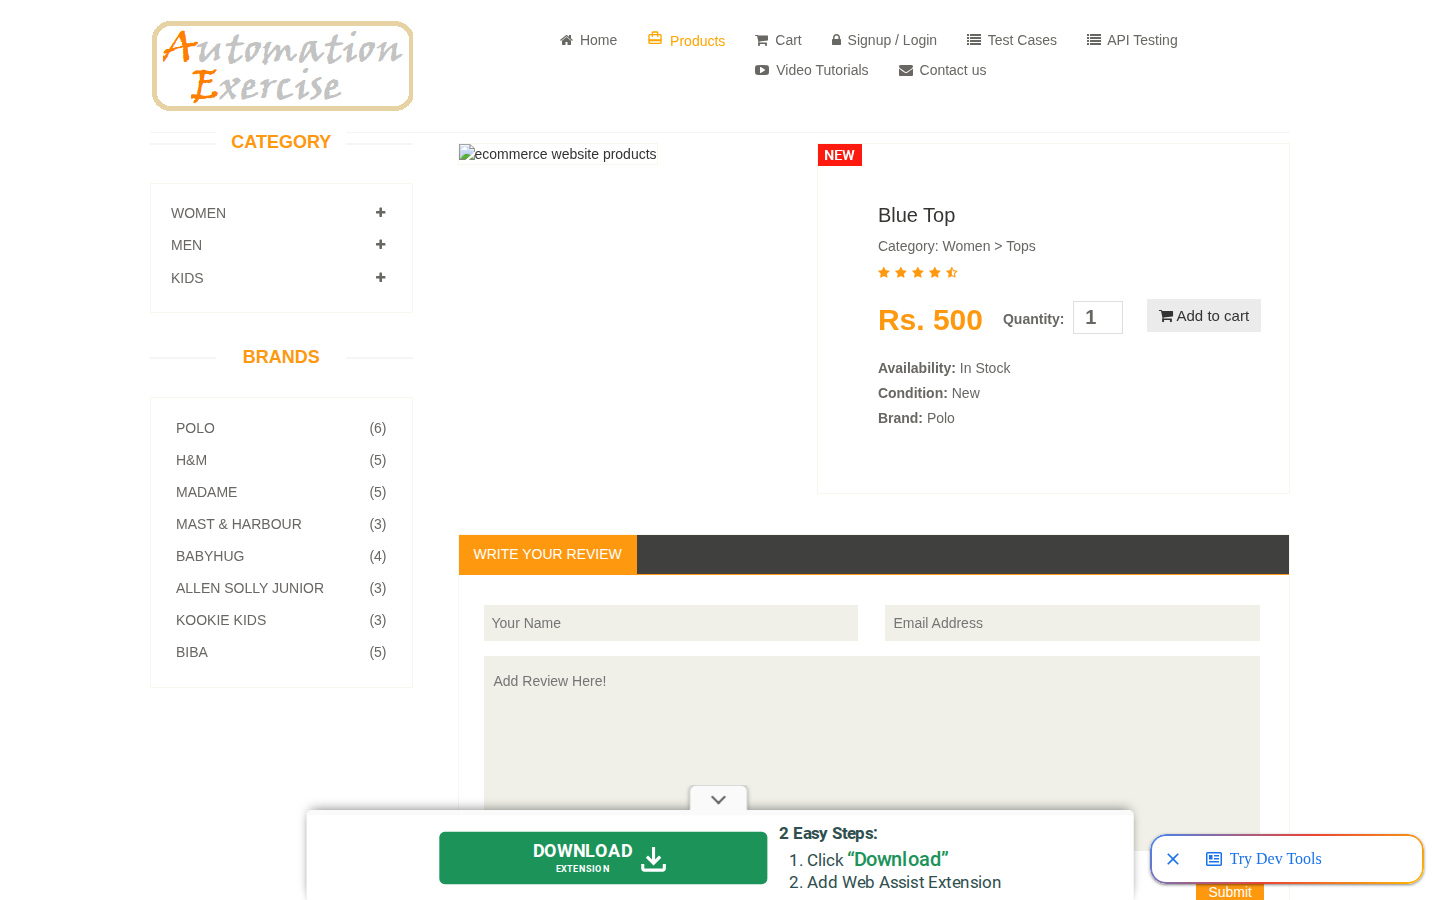 Automation
Exercise
Home
Products
Cart
Signup / Login
Test Cases
API Testing
Video Tutorials
Contact us
CATEGORY
WOMEN
MEN
KIDS
BRANDS
POLO (6)
H&M (5)
MADAME (5)
MAST & HARBOUR (3)
BABYHUG (4)
ALLEN SOLLY JUNIOR (3)
KOOKIE KIDS (3)
BIBA (5)
ecommerce website products
NEW
Blue Top
Category: Women > Tops
Rs. 500 Quantity: 1 Add to cart
Availability: In Stock
Condition: New
Brand: Polo
WRITE YOUR REVIEW
Your Name
Email Address
Add Review Here!
Submit
DOWNLOAD
EXTENSION
2 Easy Steps:
1. Click “Download”
2. Add Web Assist Extension
Try Dev Tools